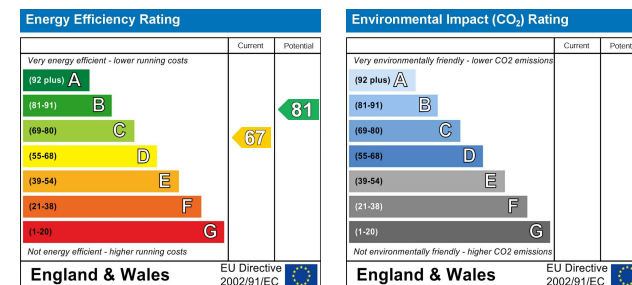 Energy Efficiency Rating
Current Potential
Very energy efficient - lower running costs
(92 plus) A
(81-91) B
81
(69-80) C
67
(55-68) D
(39-54) E
(21-38) F
(1-20) G
Not energy efficient - higher running costs
England & Wales
EU Directive
2002/91/EC
Environmental Impact (CO₂) Rating
Current Potent
Very environmentally friendly - lower CO2 emissions
(92 plus) A
(81-91) B
(69-80) C
(55-68) D
(39-54) E
(21-38) F
(1-20) G
Not environmentally friendly - higher CO2 emissions
England & Wales
EU Directive
2002/91/EC